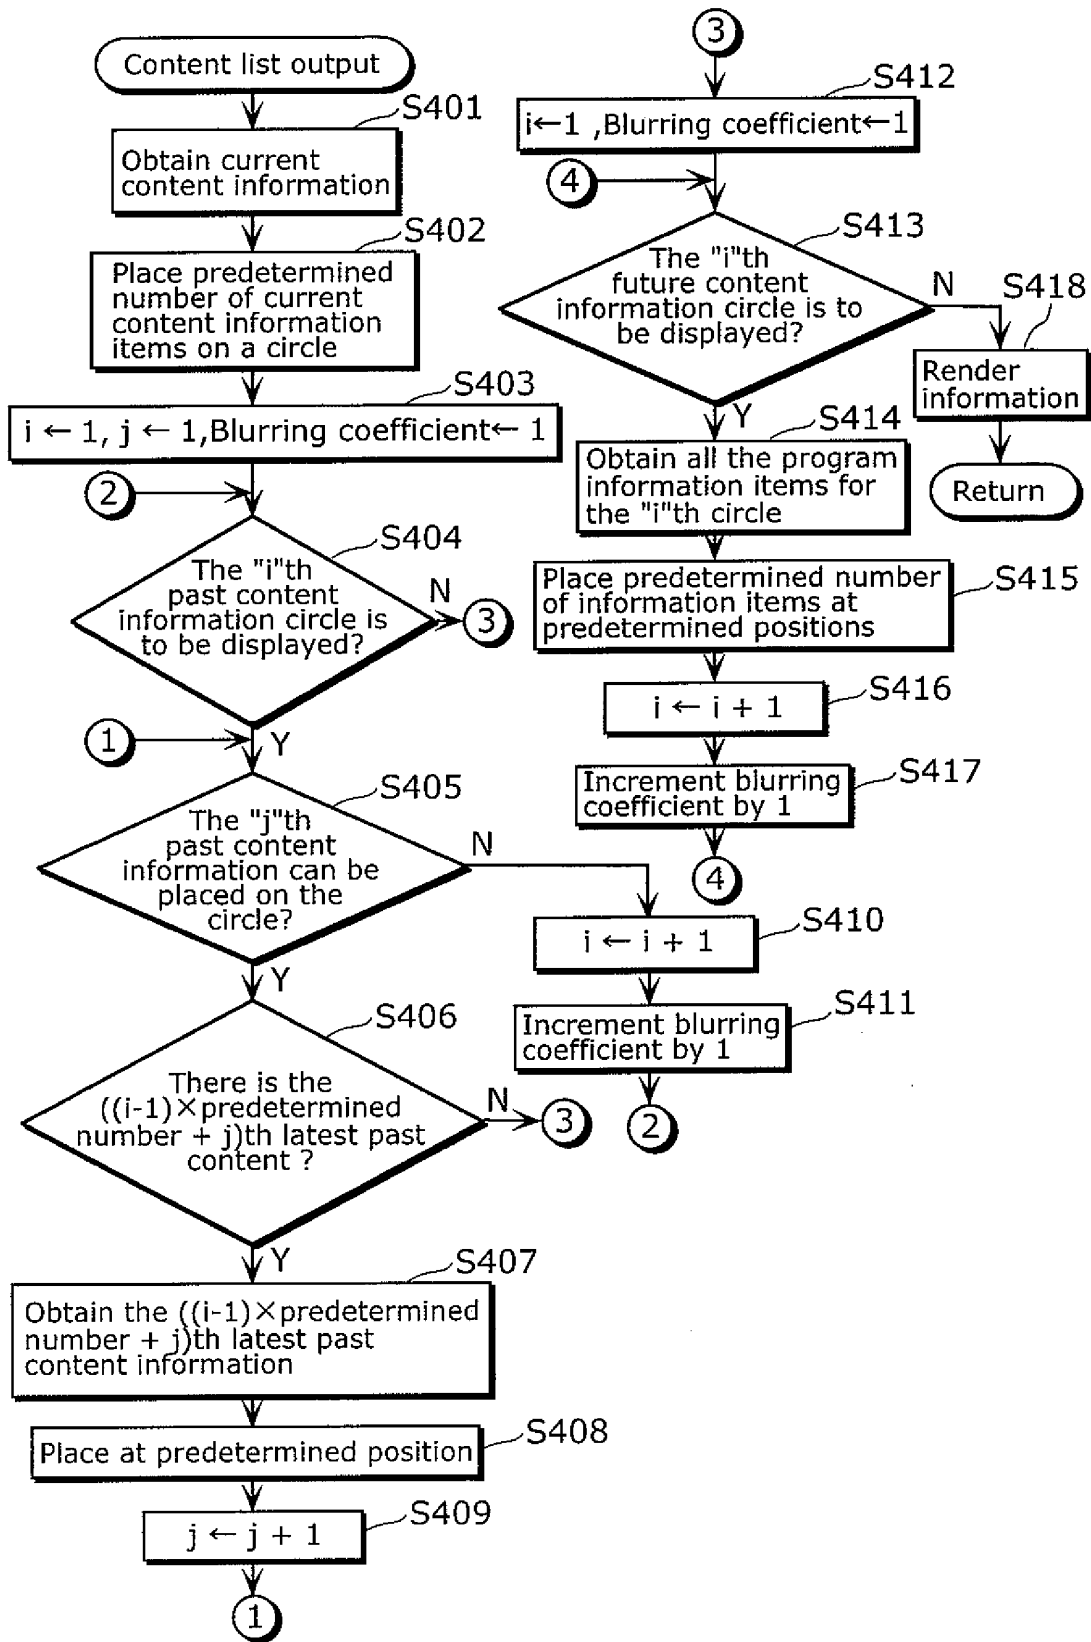 Content list output
S401
Obtain current
content information
S402
Place predetermined
number of current
content information
items on a circle
S403
i ← 1, j ← 1,Blurring coefficient← 1
2
S404
The "i"th
past content
information circle is
to be displayed?
N
3
1
Y
S405
The "j"th
past content
information can be
placed on the
circle?
N
Y
S406
There is the
((i-1)×predetermined
number + j)th latest past
content ?
N
3
Y
S407
Obtain the ((i-1)×predetermined
number + j)th latest past
content information
S408
Place at predetermined position
S409
j ← j + 1
1
S410
i ← i + 1
S411
Increment blurring
coefficient by 1
2
3
S412
i←1 ,Blurring coefficient←1
4
S413
The "i"th
future content
information circle is to
be displayed?
N
S418
Render
information
Return
Y
S414
Obtain all the program
information items for
the "i"th circle
S415
Place predetermined number
of information items at
predetermined positions
S416
i ← i + 1
S417
Increment blurring
coefficient by 1
4